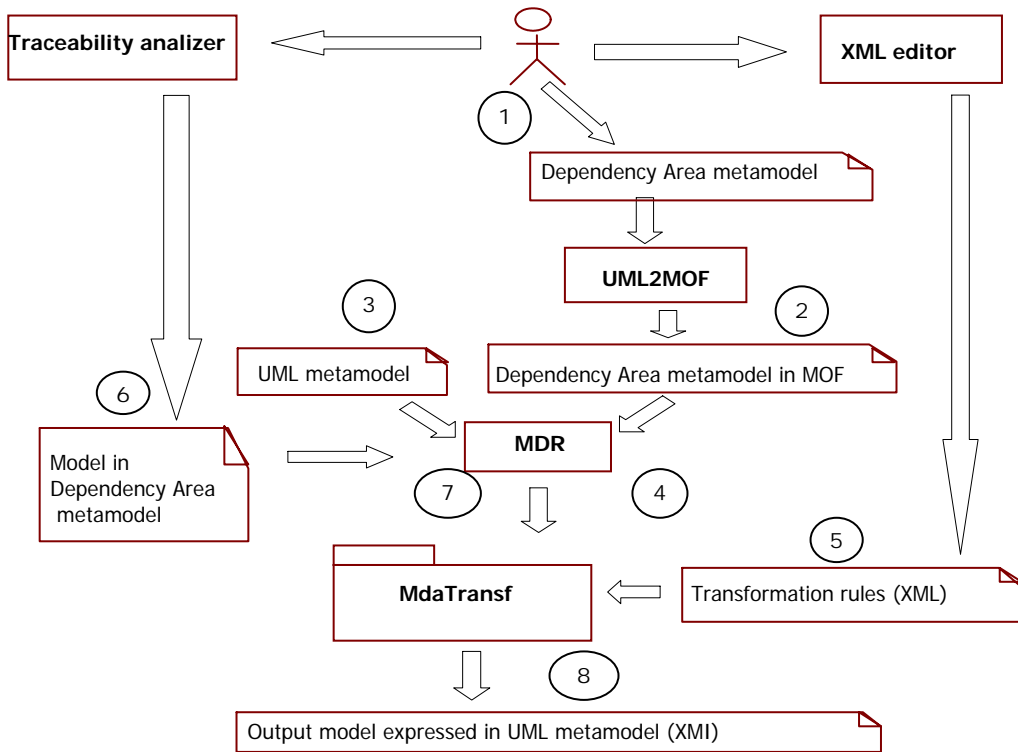 Traceability analizer
XML editor
1
Dependency Area metamodel
UML2MOF
3
2
UML metamodel
Dependency Area metamodel in MOF
6
MDR
Model in
Dependency Area
metamodel
7
4
5
MdaTransf
Transformation rules (XML)
8
Output model expressed in UML metamodel (XMI)